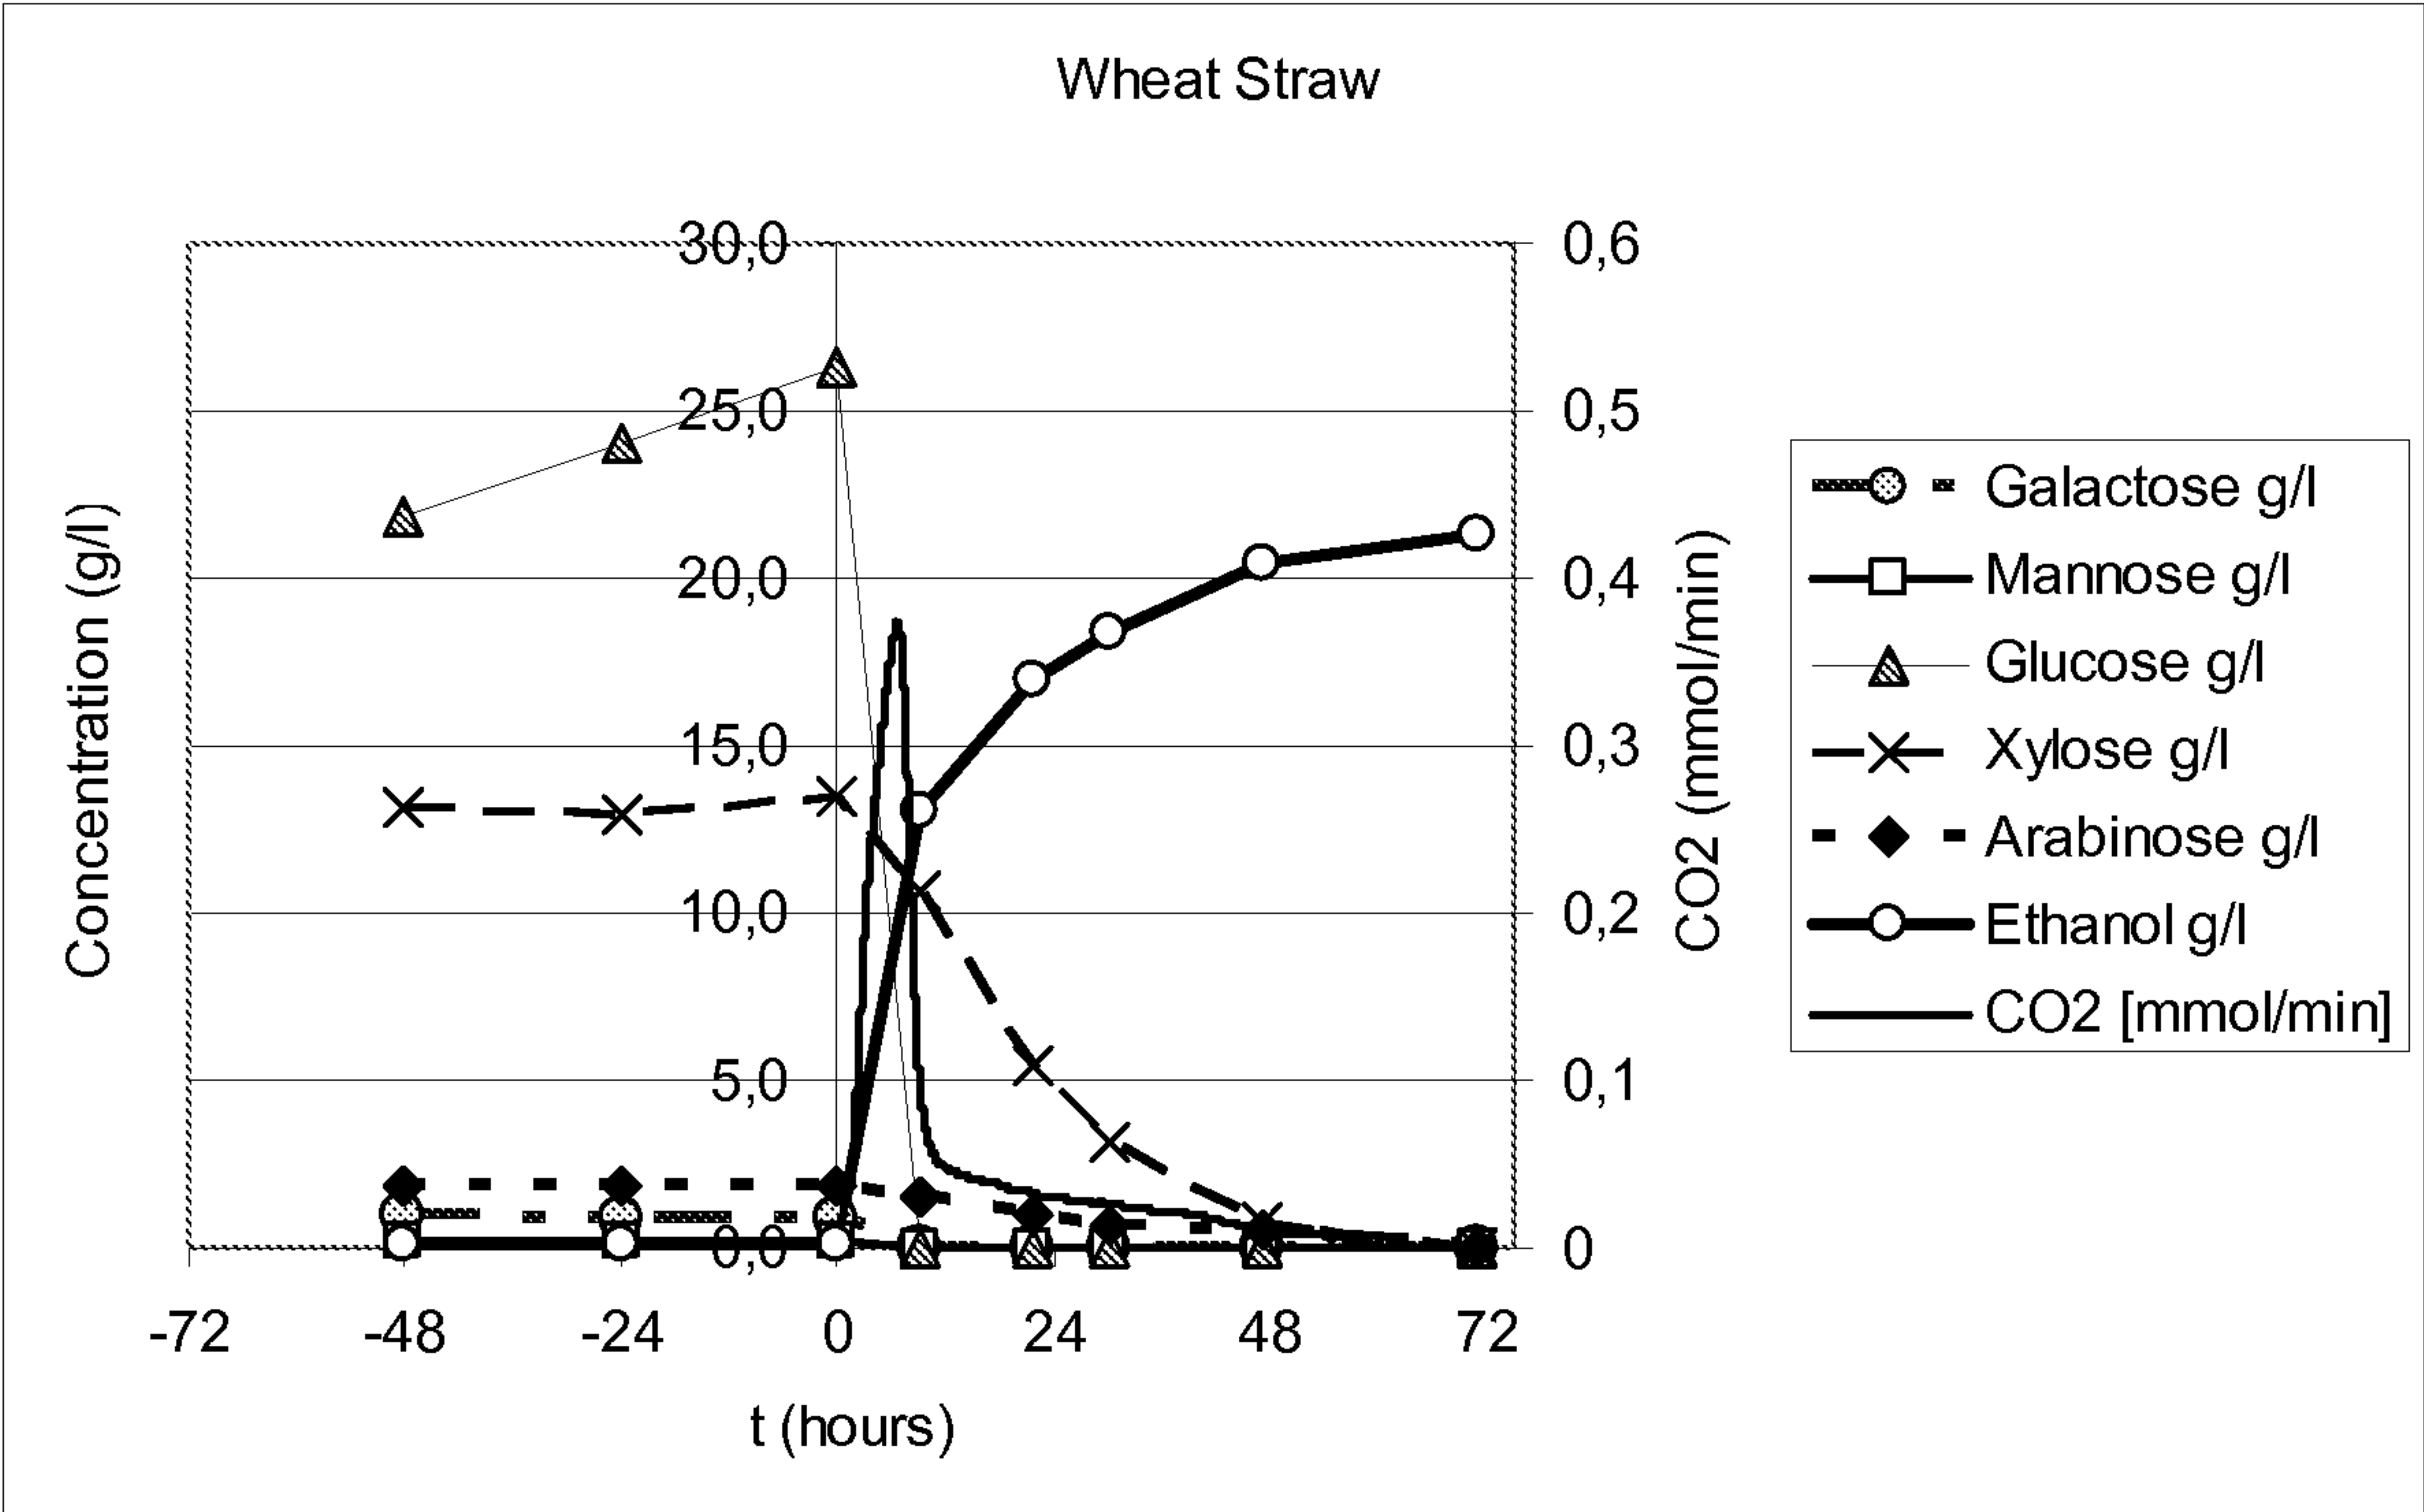 Wheat Straw
30,0
25,0
20,0
15,0
10,0
5,0
0,0
0,6
0,5
0,4
0,3
0,2
0,1
0
Concentration (g/l)
CO2 (mmol/min)
-72 -48 -24 0 24 48 72
t (hours)
Galactose g/l
Mannose g/l
Glucose g/l
Xylose g/l
Arabinose g/l
Ethanol g/l
CO2 [mmol/min]